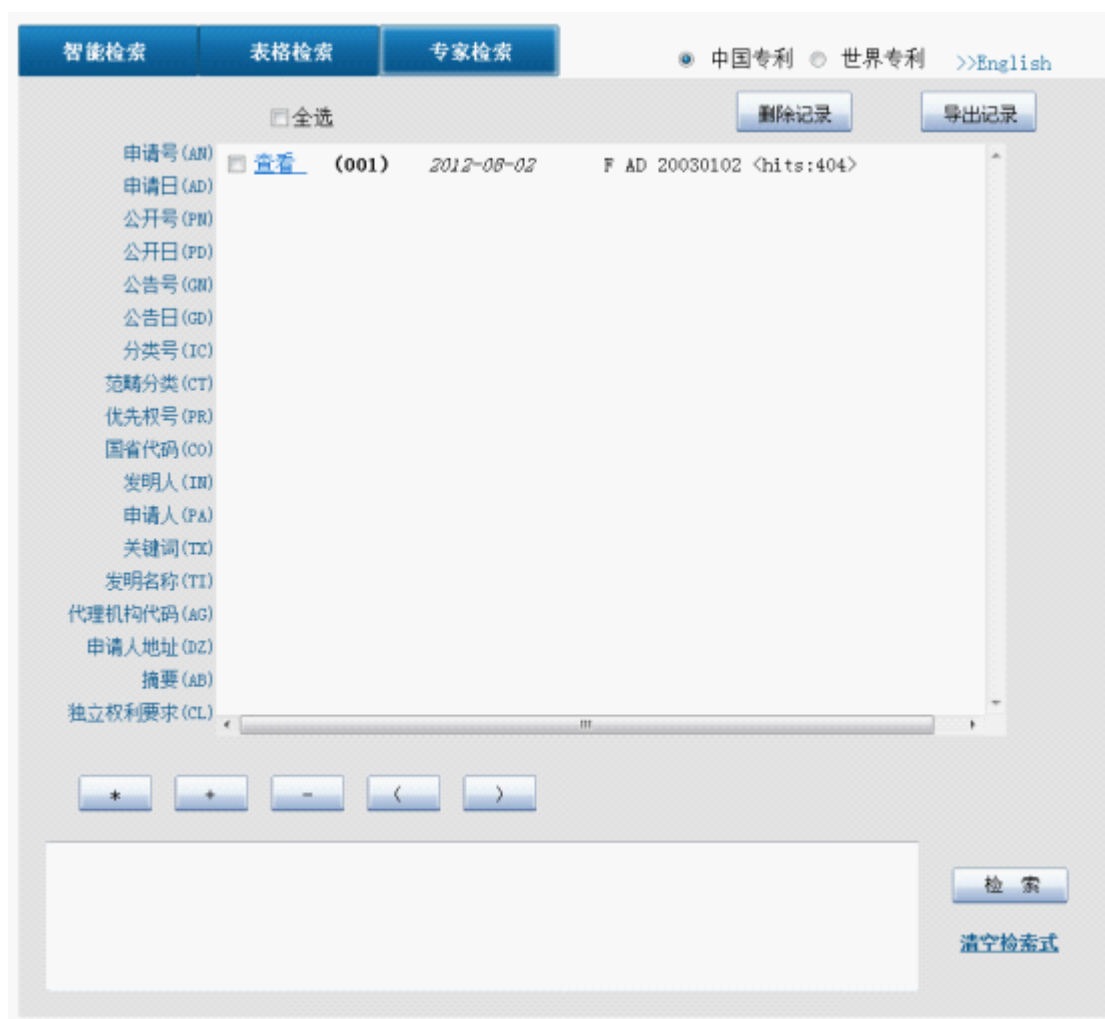 智能检索 表格检索 专家检索 中国专利 世界专利 >>English
全选 删除记录 导出记录
申请号(AN) 查看 (001) 2012-08-02 F AD 20030102 <hits:404>
申请日(AD)
公开号(PN)
公开日(PD)
公告号(GN)
公告日(GD)
分类号(IC)
范畴分类(CT)
优先权号(PR)
国省代码(CO)
发明人(IN)
申请人(PA)
关键词(TX)
发明名称(TI)
代理机构代码(AG)
申请人地址(DZ)
摘要(AB)
独立权利要求(CL)
* + - ( )
检 索
清空检索式